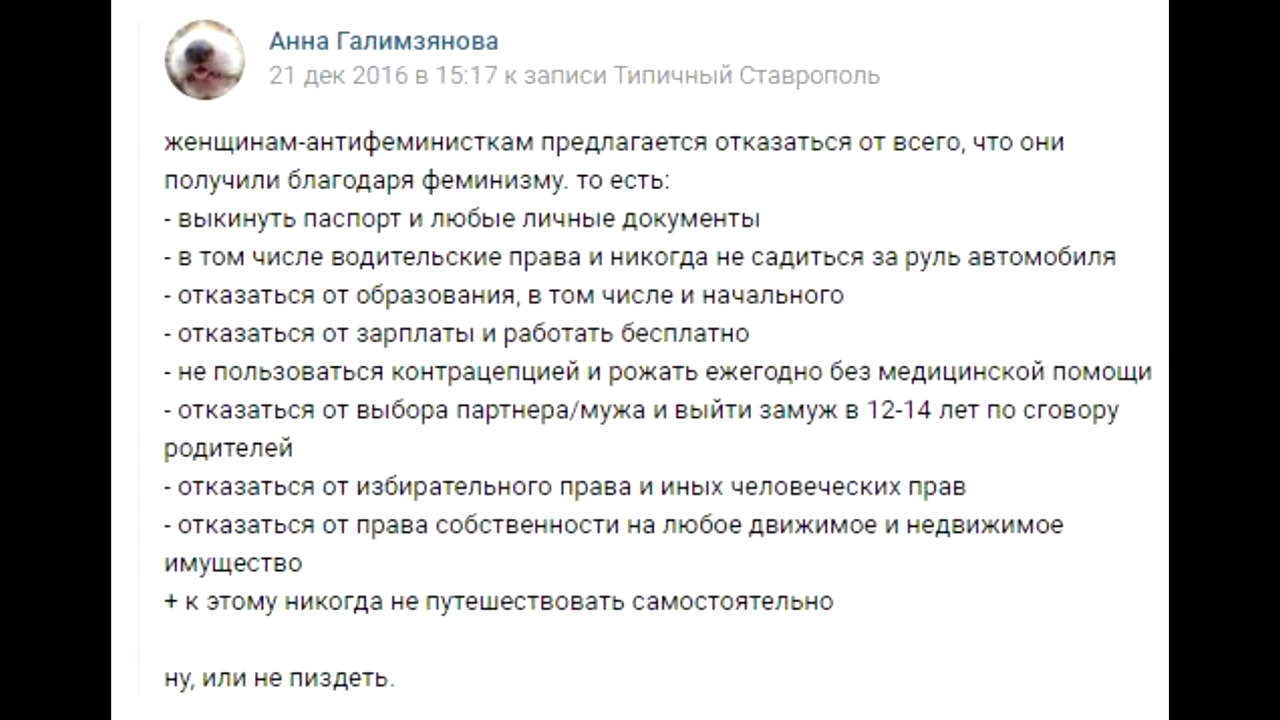 Анна Галимзянова
21 дек 2016 в 15:17 к записи Типичный Ставрополь
женщинам-антифеминисткам предлагается отказаться от всего, что они
получили благодаря феминизму. то есть:
- выкинуть паспорт и любые личные документы
- в том числе водительские права и никогда не садиться за руль автомобиля
- отказаться от образования, в том числе и начального
- отказаться от зарплаты и работать бесплатно
- не пользоваться контрацепцией и рожать ежегодно без медицинской помощи
- отказаться от выбора партнера/мужа и выйти замуж в 12-14 лет по сговору
родителей
- отказаться от избирательного права и иных человеческих прав
- отказаться от права собственности на любое движимое и недвижимое
имущество
+ к этому никогда не путешествовать самостоятельно
ну, или не пиздеть.